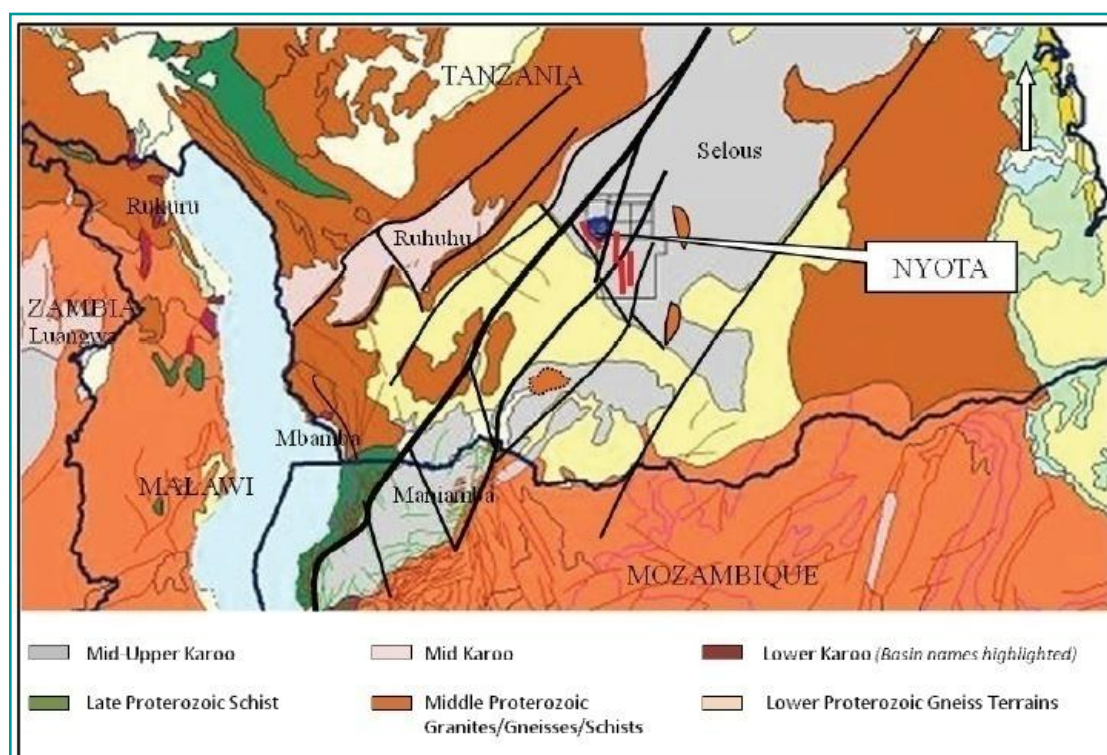 TANZANIA
Selous
Rukuru
Ruhuhu
NYOTA
ZAMBIA
Luangwa
Mbamba
MALAWI
Maniamba
MOZAMBIQUE
Mid-Upper Karoo
Mid Karoo
Lower Karoo (Basin names highlighted)
Late Proterozoic Schist
Middle Proterozoic
Granites/Gneisses/Schists
Lower Proterozoic Gneiss Terrains